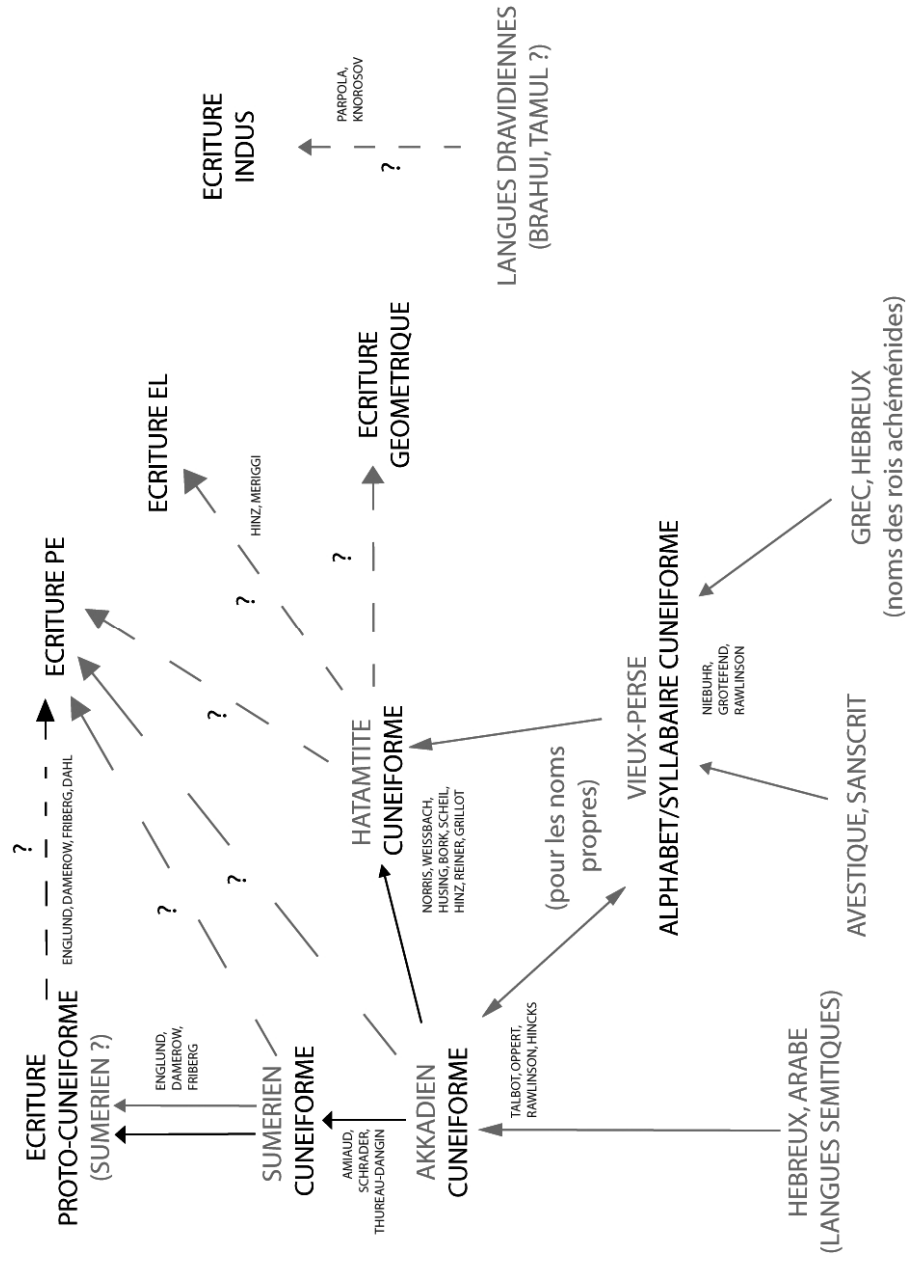 ECRITURE
PROTO-CUNEIFORME
(SUMERIEN ?)
?
ENGLUND, DAMEROW, FRIBERG, DAHL
ECRITURE PE
ENGLUND,
DAMEROW,
FRIBERG
?
?
?
SUMERIEN
CUNEIFORME
ECRITURE EL
?
HINZ, MERIGGI
ECRITURE
INDUS
PARPOLA,
KNOROSOV
?
AMIAUD,
SCHRADER,
THUREAU-DANGIN
AKKADIEN
CUNEIFORME
HATAMTITE
CUNEIFORME
?
ECRITURE
GEOMETRIQUE
NORRIS, WEISSBACH,
HUSING, BORK, SCHEIL,
HINZ, REINER, GRILLOT
TALBOT, OPPERT,
RAWLINSON, HINCKS
(pour les noms
propres)
LANGUES DRAVIDIENNES
(BRAHUI, TAMUL ?)
VIEUX-PERSE
ALPHABET/SYLLABAIRE CUNEIFORME
NIEBUHR,
GROTEFEND,
RAWLINSON
HEBREUX, ARABE
(LANGUES SEMITIQUES)
AVESTIQUE, SANSCRIT
GREC, HEBREUX
(noms des rois achéménides)